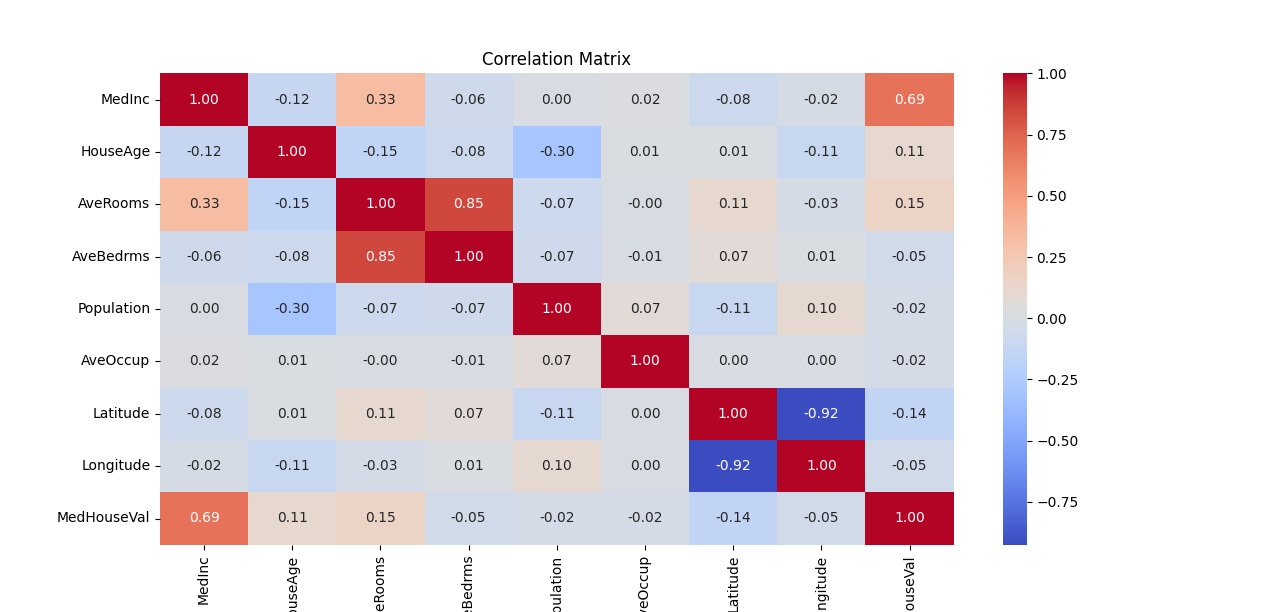 Correlation Matrix
MedInc 1.00 -0.12 0.33 -0.06 0.00 0.02 -0.08 -0.02 0.69
HouseAge -0.12 1.00 -0.15 -0.08 -0.30 0.01 0.01 -0.11 0.11
AveRooms 0.33 -0.15 1.00 0.85 -0.07 -0.00 0.11 -0.03 0.15
AveBedrms -0.06 -0.08 0.85 1.00 -0.07 -0.01 0.07 0.01 -0.05
Population 0.00 -0.30 -0.07 -0.07 1.00 0.07 -0.11 0.10 -0.02
AveOccup 0.02 0.01 -0.00 -0.01 0.07 1.00 0.00 0.00 -0.02
Latitude -0.08 0.01 0.11 0.07 -0.11 0.00 1.00 -0.92 -0.14
Longitude -0.02 -0.11 -0.03 0.01 0.10 0.00 -0.92 1.00 -0.05
MedHouseVal 0.69 0.11 0.15 -0.05 -0.02 -0.02 -0.14 -0.05 1.00
MedInc ouseAge eRooms eBedrms pulation veOccup Latitude ngitude ouseVal
1.00
0.75
0.50
0.25
0.00
−0.25
−0.50
−0.75